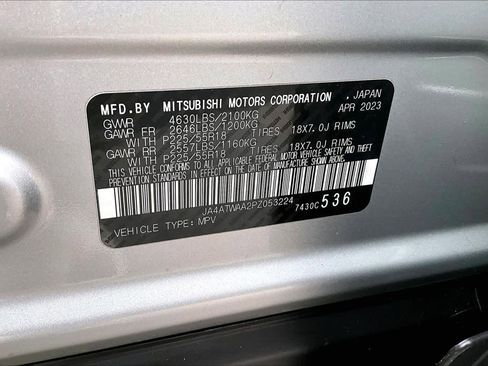 MFD.BY MITSUBISHI MOTORS CORPORATION, JAPAN
GVWR 4630LBS/2100KG APR 2023
GAWR FR 2646LBS/1200KG
WITH P225/55R18 TIRES 18X7.0J RIMS
GAWR RR 2557LBS/1160KG
WITH P225/55R18 TIRES 18X7.0J RIMS
THIS VEHICLE CONFORMS TO ALL APPLICABLE FEDERAL MOTOR VEHICLE SAFETY AND THEFT
PREVENTION STANDARDS IN EFFECT ON THE DATE OF MANUFACTURE SHOWN ABOVE.
JA4ATWAA2PZ053224 7430C 536
VEHICLE TYPE: MPV